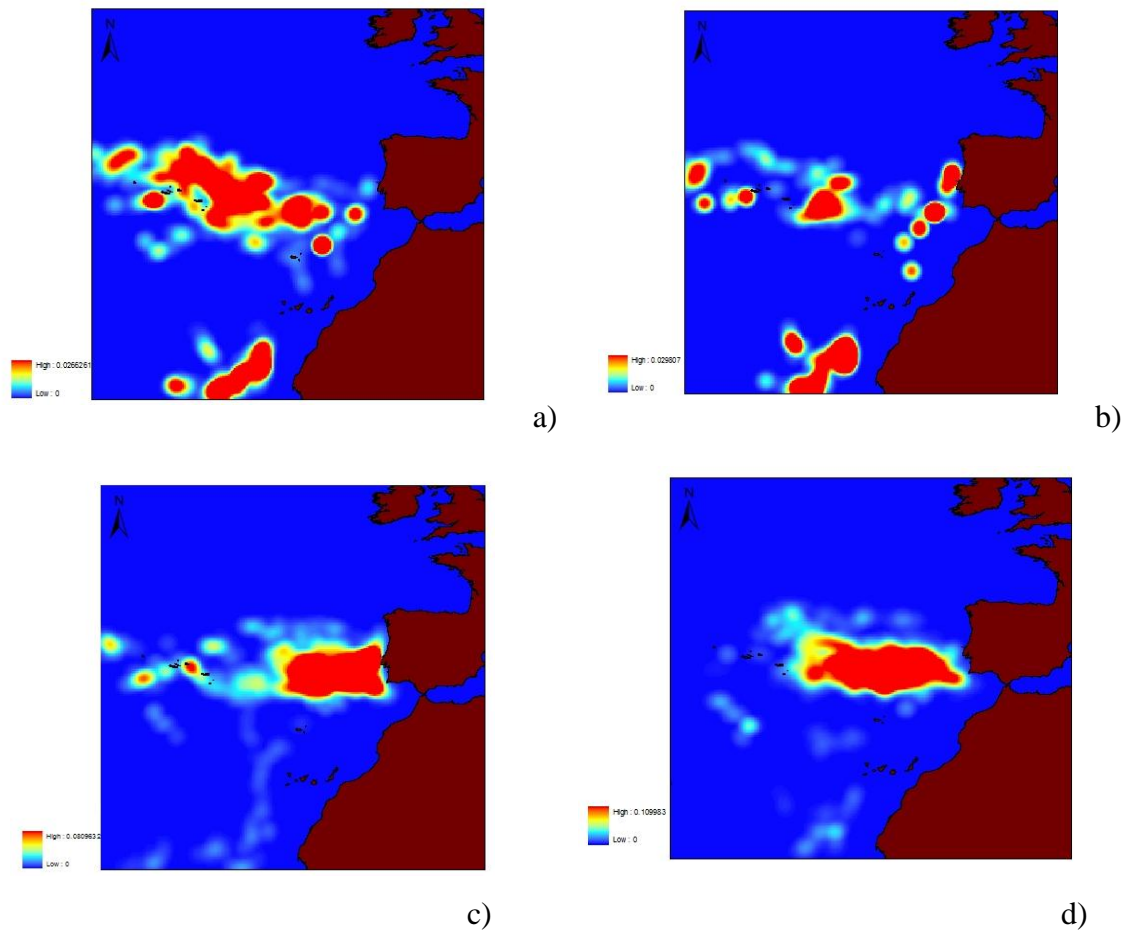 N
N
High : 0.0266261
Low : 0
High : 0.029807
Low : 0
a)
b)
N
N
High : 0.0809632
Low : 0
High : 0.109983
Low : 0
c)
d)